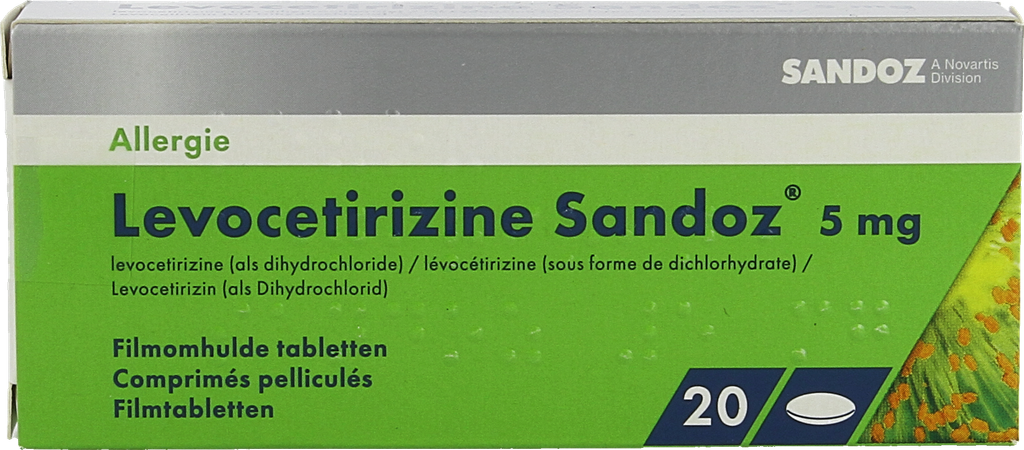 SANDOZ A Novartis
Division
Allergie
Levocetirizine Sandoz® 5 mg
levocetirizine (als dihydrochloride) / lévocétirizine (sous forme de dichlorhydrate) /
Levocetirizin (als Dihydrochlorid)
Filmomhulde tabletten
Comprimés pelliculés
Filmtabletten
20